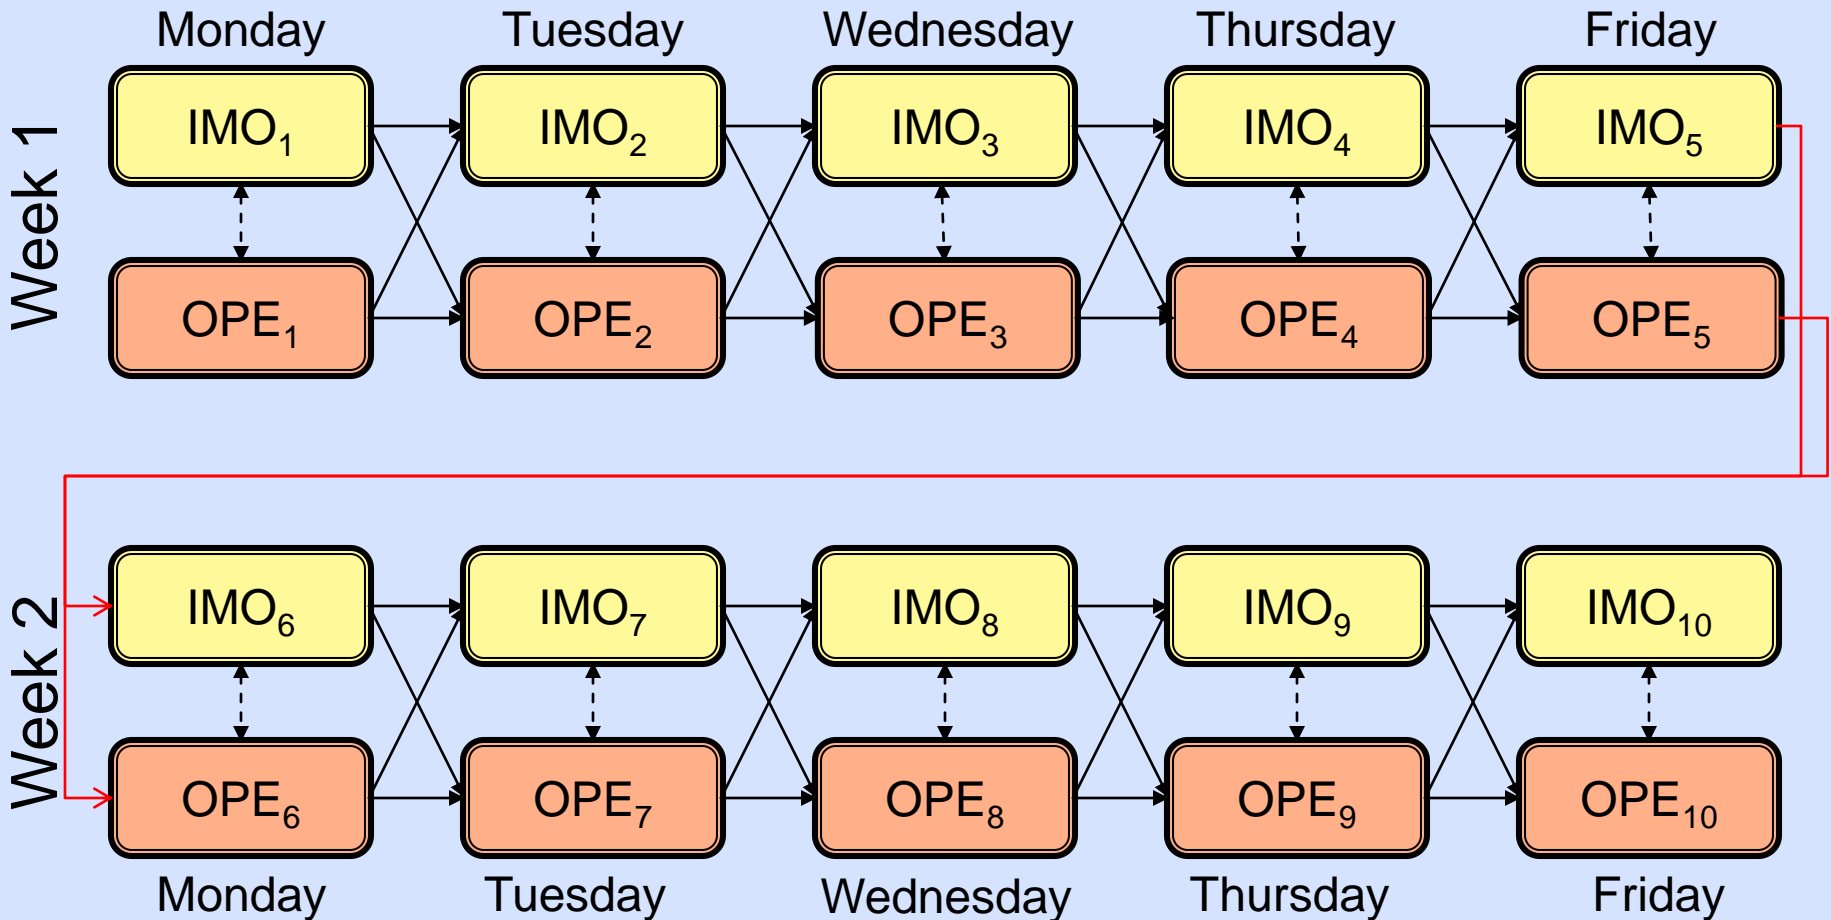 Monday Tuesday Wednesday Thursday Friday
Week 1
IMO₁ IMO₂ IMO₃ IMO₄ IMO₅
OPE₁ OPE₂ OPE₃ OPE₄ OPE₅
Week 2
IMO₆ IMO₇ IMO₈ IMO₉ IMO₁₀
OPE₆ OPE₇ OPE₈ OPE₉ OPE₁₀
Monday Tuesday Wednesday Thursday Friday